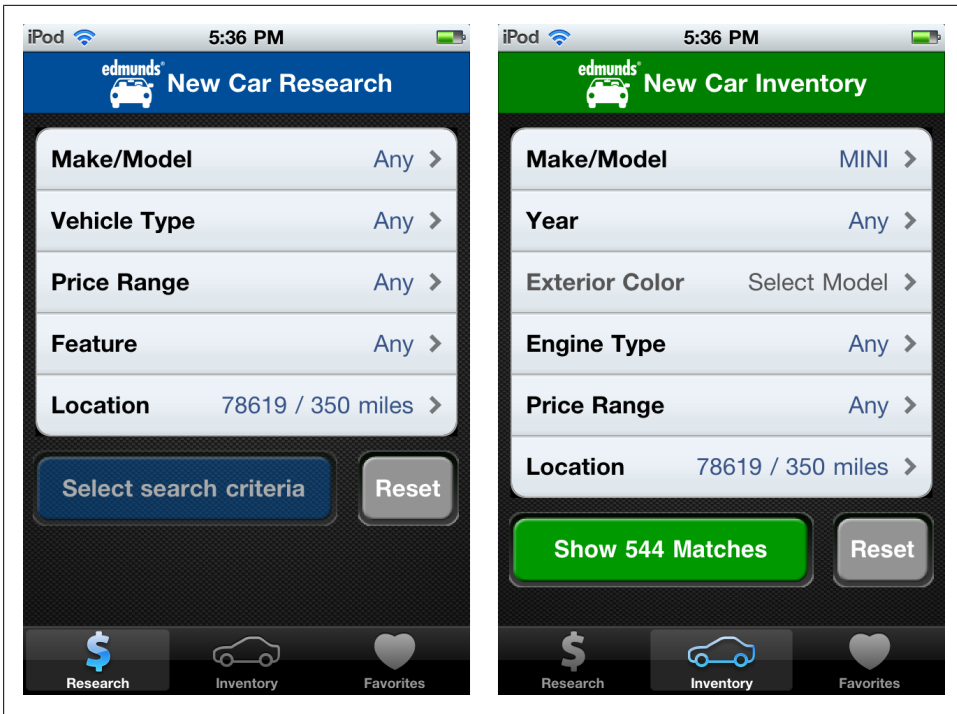 iPod 5:36 PM
edmunds®
New Car Research
Make/Model Any
Vehicle Type Any
Price Range Any
Feature Any
Location 78619 / 350 miles
Select search criteria Reset
Research Inventory Favorites
iPod 5:36 PM
edmunds®
New Car Inventory
Make/Model MINI
Year Any
Exterior Color Select Model
Engine Type Any
Price Range Any
Location 78619 / 350 miles
Show 544 Matches Reset
Research Inventory Favorites